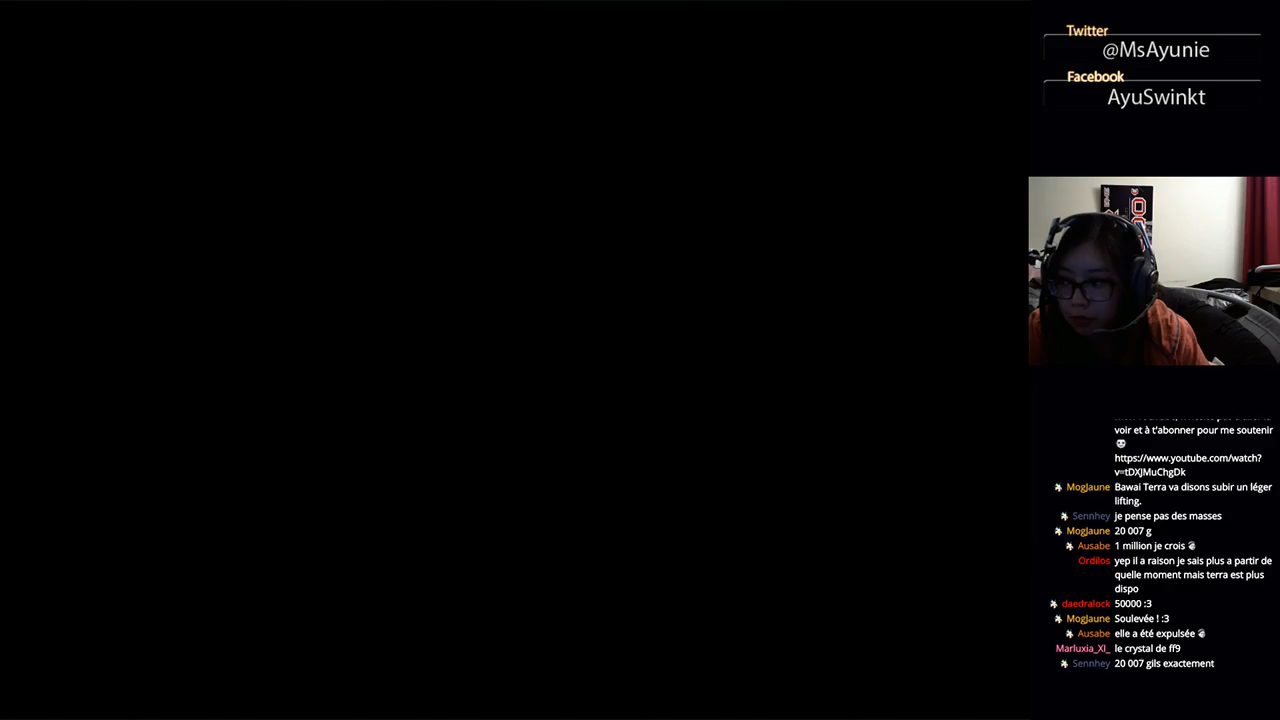 Twitter
@MsAyunie
Facebook
AyuSwinkt
voir et à t'abonner pour me soutenir
https://www.youtube.com/watch?
v=tDXJMuChgDk
MogJaune Bawai Terra va disons subir un léger
lifting.
Sennhey je pense pas des masses
MogJaune 20 007 g
Ausabe 1 million je crois
Ordilos yep il a raison je sais plus a partir de
quelle moment mais terra est plus
dispo
daedralock 50000 :3
MogJaune Soulevée ! :3
Ausabe elle a été expulsée
Marluxia_XI_ le crystal de ff9
Sennhey 20 007 gils exactement